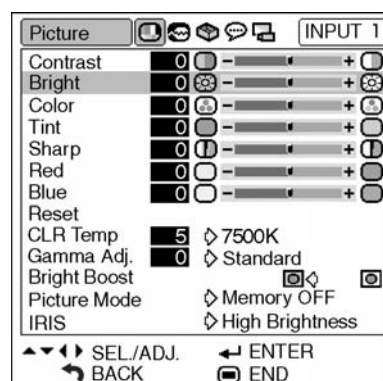 Picture INPUT 1
Contrast 0 - +
Bright 0 - +
Color 0 - +
Tint 0 - +
Sharp 0 - +
Red 0 - +
Blue 0 - +
Reset
CLR Temp 5 7500K
Gamma Adj. 0 Standard
Bright Boost
Picture Mode Memory OFF
IRIS High Brightness
SEL./ADJ. ENTER
BACK END